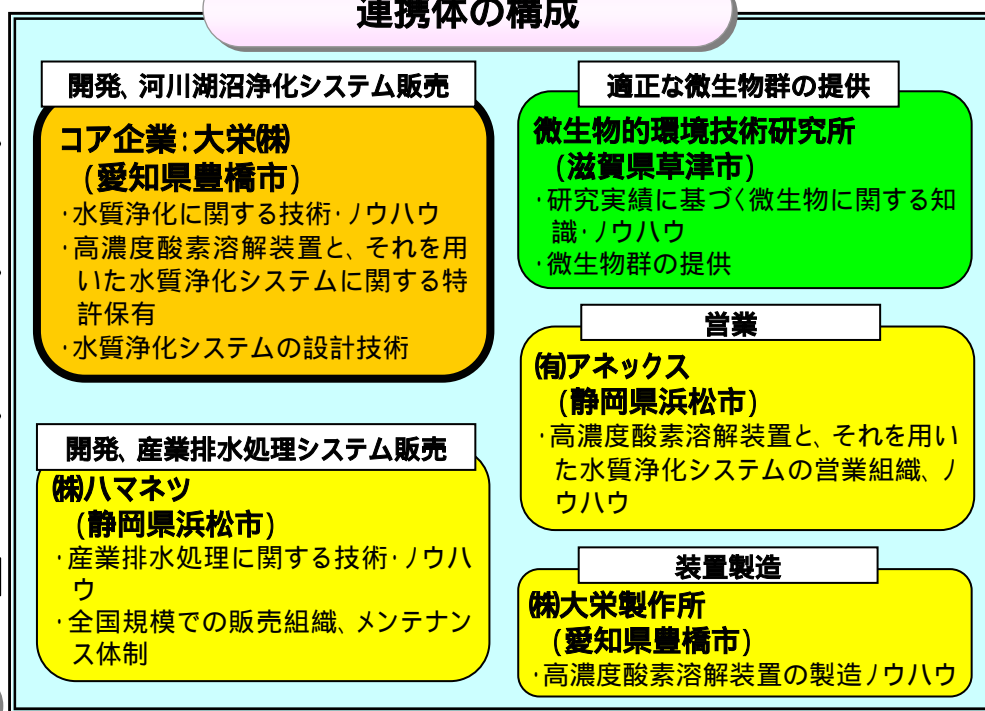 連携体の構成
開発、河川湖沼浄化システム販売
コア企業:大栄㈱
(愛知県豊橋市)
･水質浄化に関する技術･ノウハウ
･高濃度酸素溶解装置と、それを用
いた水質浄化システムに関する特
許保有
･水質浄化システムの設計技術
開発、産業排水処理システム販売
㈱ハマネツ
(静岡県浜松市)
･産業排水処理に関する技術･ノウハ
ウ
･全国規模での販売組織、メンテナン
ス体制
適正な微生物群の提供
微生物的環境技術研究所
(滋賀県草津市)
･研究実績に基づく微生物に関する知
識･ノウハウ
･微生物群の提供
営業
㈲アネックス
(静岡県浜松市)
･高濃度酸素溶解装置と、それを用い
た水質浄化システムの営業組織、ノ
ウハウ
装置製造
㈱大栄製作所
(愛知県豊橋市)
･高濃度酸素溶解装置の製造ノウハウ